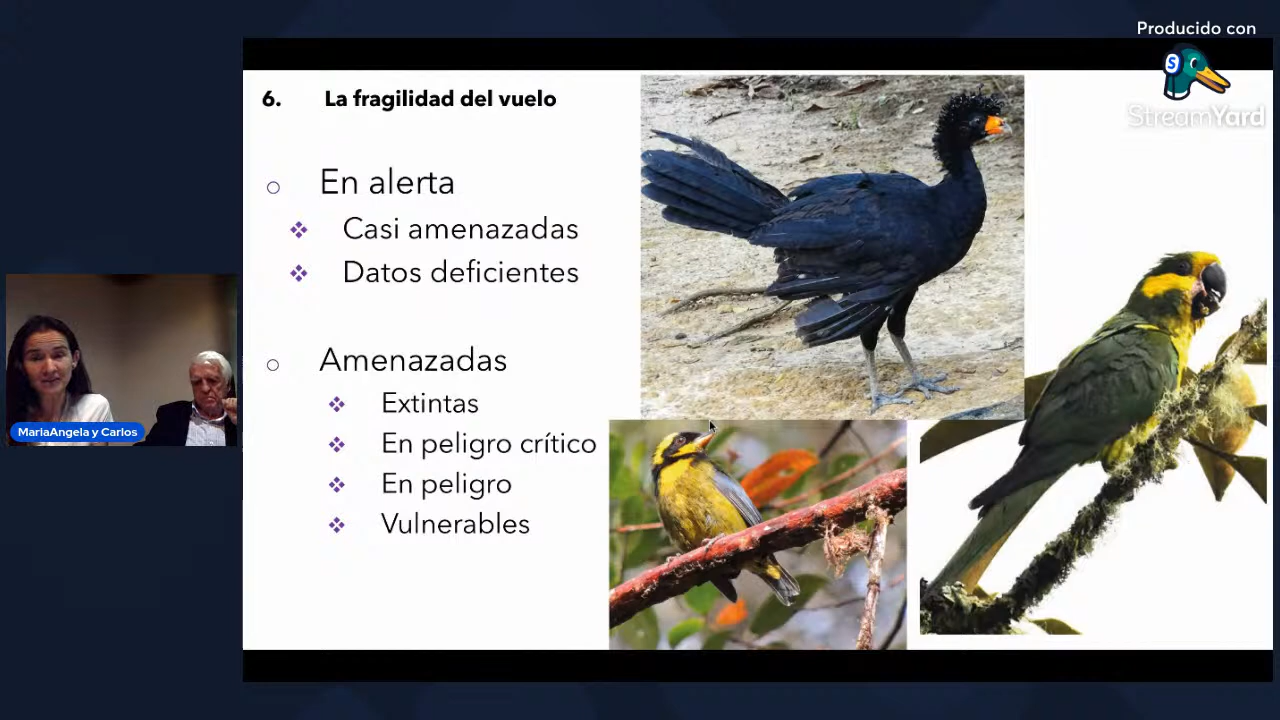 Producido con
StreamYard
6. La fragilidad del vuelo
En alerta
Casi amenazadas
Datos deficientes
Amenazadas
Extintas
En peligro crítico
En peligro
Vulnerables
MariaAngela y Carlos
S